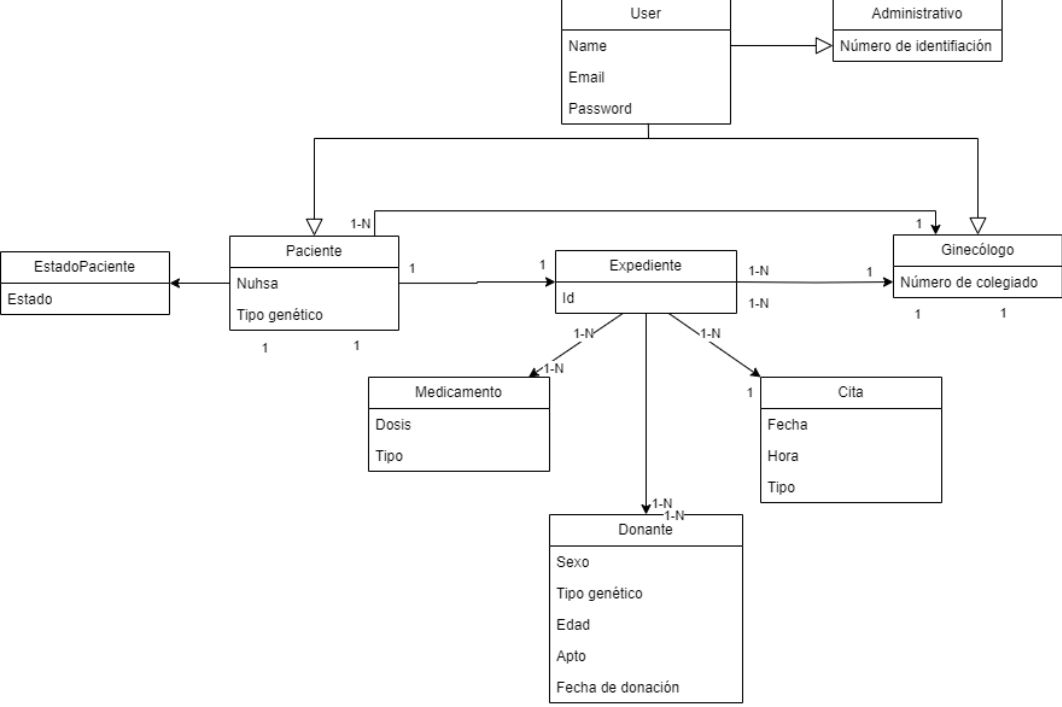 User
Name
Email
Password
Administrativo
Número de identifiación
1-N
1
Paciente
Nuhsa
Tipo genético
1
1
1
1
EstadoPaciente
Estado
Expediente
Id
1-N
1
1-N
Ginecólogo
Número de colegiado
1
1
1-N
1-N
1-N
1
Medicamento
Dosis
Tipo
Cita
Fecha
Hora
Tipo
1-N
1-N
Donante
Sexo
Tipo genético
Edad
Apto
Fecha de donación